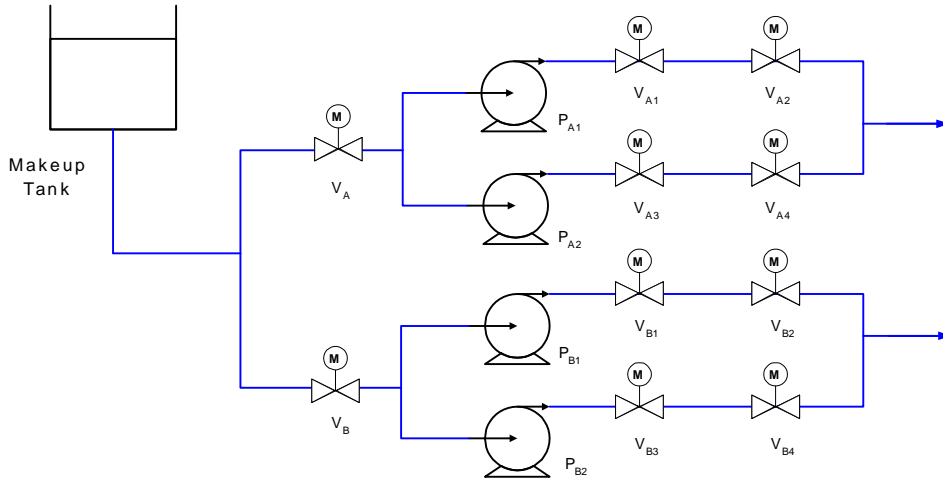 M
M
P_A1
V_A1
V_A2
M
Makeup
Tank
V_A
M
M
P_A2
V_A3
V_A4
M
M
P_B1
V_B1
V_B2
M
V_B
M
M
P_B2
V_B3
V_B4